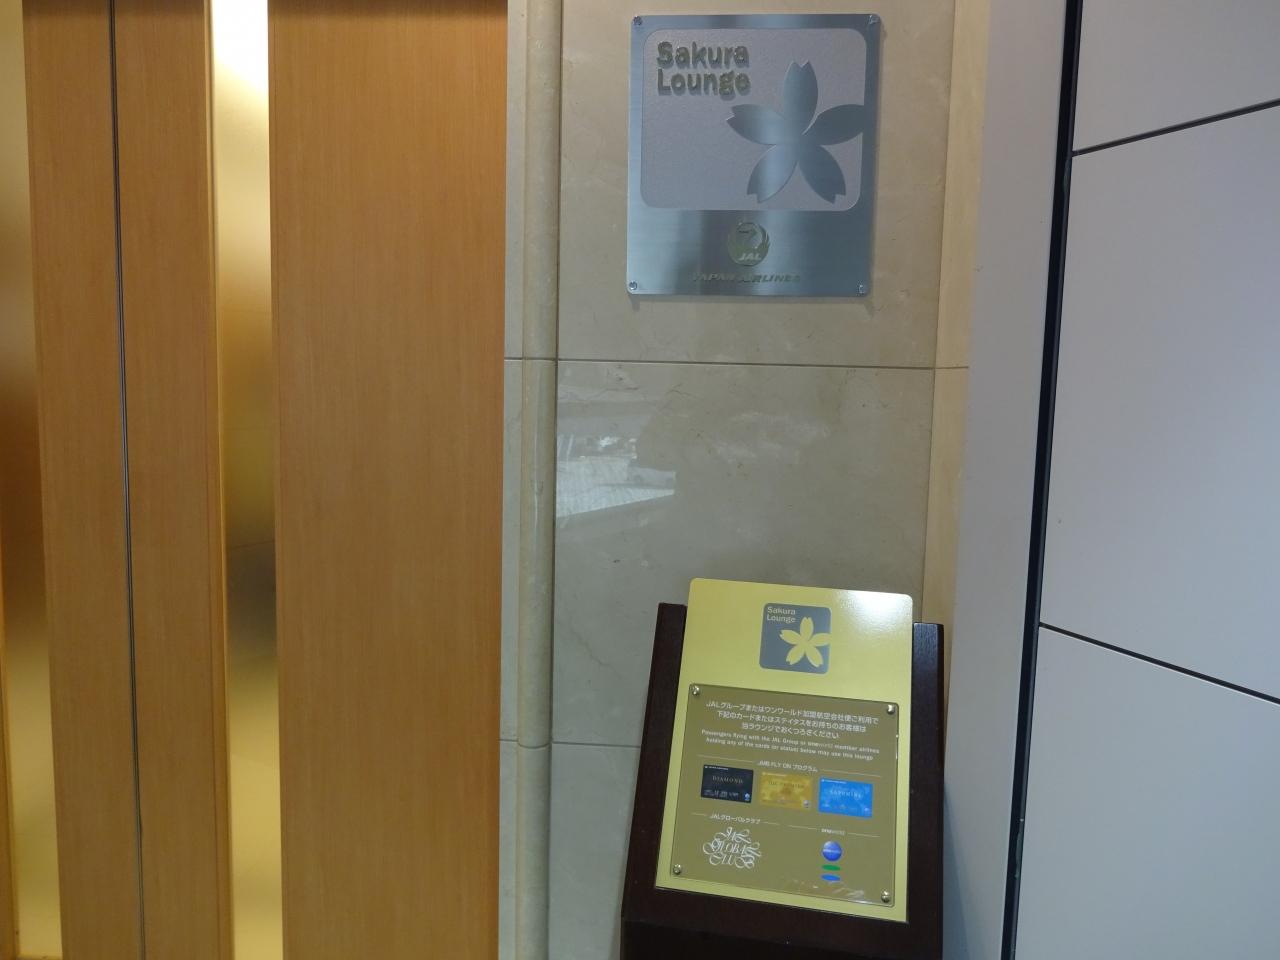 Sakura
Lounge
JAL
JAPAN AIRLINES
Sakura
Lounge
JALグループまたはワンワールド加盟航空会社便ご利用で
下記のカードまたはステイタスをお持ちのお客様は
当ラウンジでおくつろぎください
Passengers flying with the JAL Group or oneworld member airlines
holding any of the cards (or status) below may use this lounge
JMB FLY ON プログラム
DIAMOND
SAPPHIRE
JALグローバルクラブ
oneworld
JAL
GLOBAL
CLUB